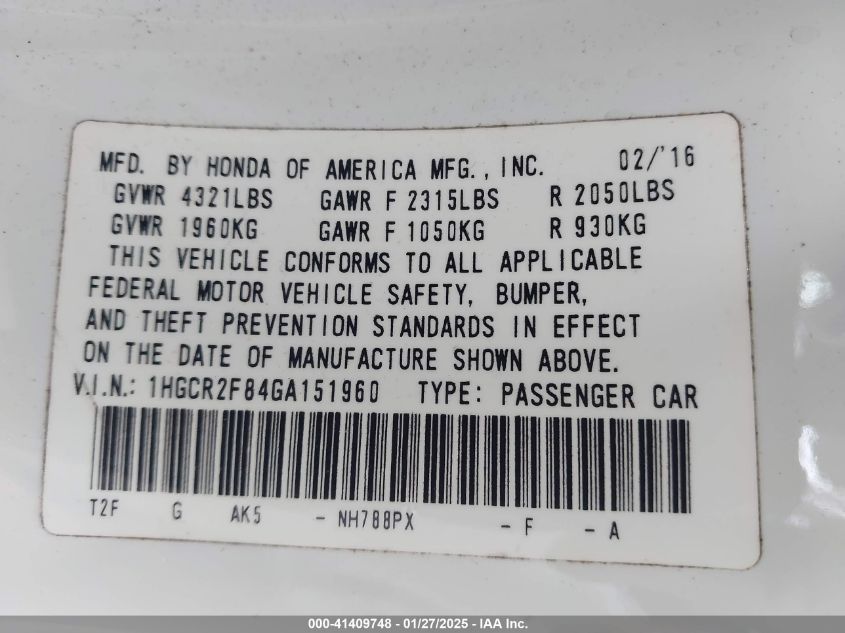 MFD. BY HONDA OF AMERICA MFG., INC. 02/'16
GVWR 4321LBS GAWR F 2315LBS R 2050LBS
GVWR 1960KG GAWR F 1050KG R 930KG
THIS VEHICLE CONFORMS TO ALL APPLICABLE
FEDERAL MOTOR VEHICLE SAFETY, BUMPER,
AND THEFT PREVENTION STANDARDS IN EFFECT
ON THE DATE OF MANUFACTURE SHOWN ABOVE.
V.I.N.: 1HGCR2F84GA151960 TYPE: PASSENGER CAR
T2F G AK5 - NH788PX - F - A
000-41409748 - 01/27/2025 - IAA Inc.